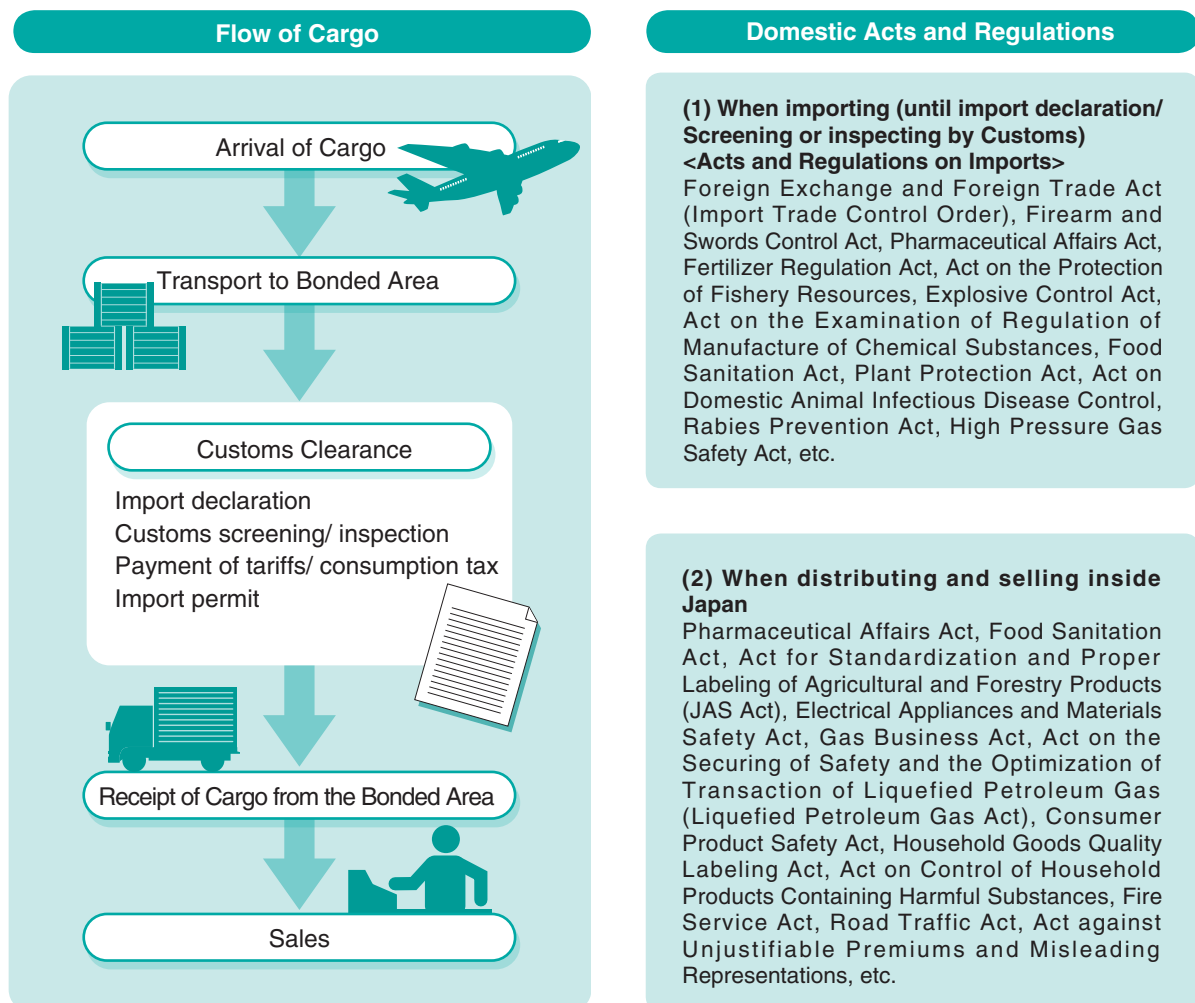 Flow of Cargo
Arrival of Cargo
Transport to Bonded Area
Customs Clearance
Import declaration
Customs screening/ inspection
Payment of tariffs/ consumption tax
Import permit
Receipt of Cargo from the Bonded Area
Sales
Domestic Acts and Regulations
(1) When importing (until import declaration/
Screening or inspecting by Customs)
<Acts and Regulations on Imports>
Foreign Exchange and Foreign Trade Act
(Import Trade Control Order), Firearm and
Swords Control Act, Pharmaceutical Affairs Act,
Fertilizer Regulation Act, Act on the Protection
of Fishery Resources, Explosive Control Act,
Act on the Examination of Regulation of
Manufacture of Chemical Substances, Food
Sanitation Act, Plant Protection Act, Act on
Domestic Animal Infectious Disease Control,
Rabies Prevention Act, High Pressure Gas
Safety Act, etc.
(2) When distributing and selling inside
Japan
Pharmaceutical Affairs Act, Food Sanitation
Act, Act for Standardization and Proper
Labeling of Agricultural and Forestry Products
(JAS Act), Electrical Appliances and Materials
Safety Act, Gas Business Act, Act on the
Securing of Safety and the Optimization of
Transaction of Liquefied Petroleum Gas
(Liquefied Petroleum Gas Act), Consumer
Product Safety Act, Household Goods Quality
Labeling Act, Act on Control of Household
Products Containing Harmful Substances, Fire
Service Act, Road Traffic Act, Act against
Unjustifiable Premiums and Misleading
Representations, etc.